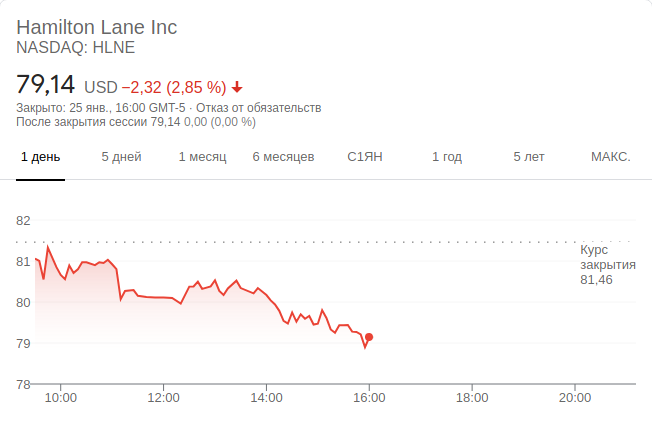 Hamilton Lane Inc
NASDAQ: HLNE
79,14 USD −2,32 (2,85 %)
Закрыто: 25 янв., 16:00 GMT-5 · Отказ от обязательств
После закрытия сессии 79,14 0,00 (0,00 %)
1 день 5 дней 1 месяц 6 месяцев С1ЯН 1 год 5 лет МАКС.
82
Курс
закрытия
81,46
81
80
79
78
10:00 12:00 14:00 16:00 18:00 20:00